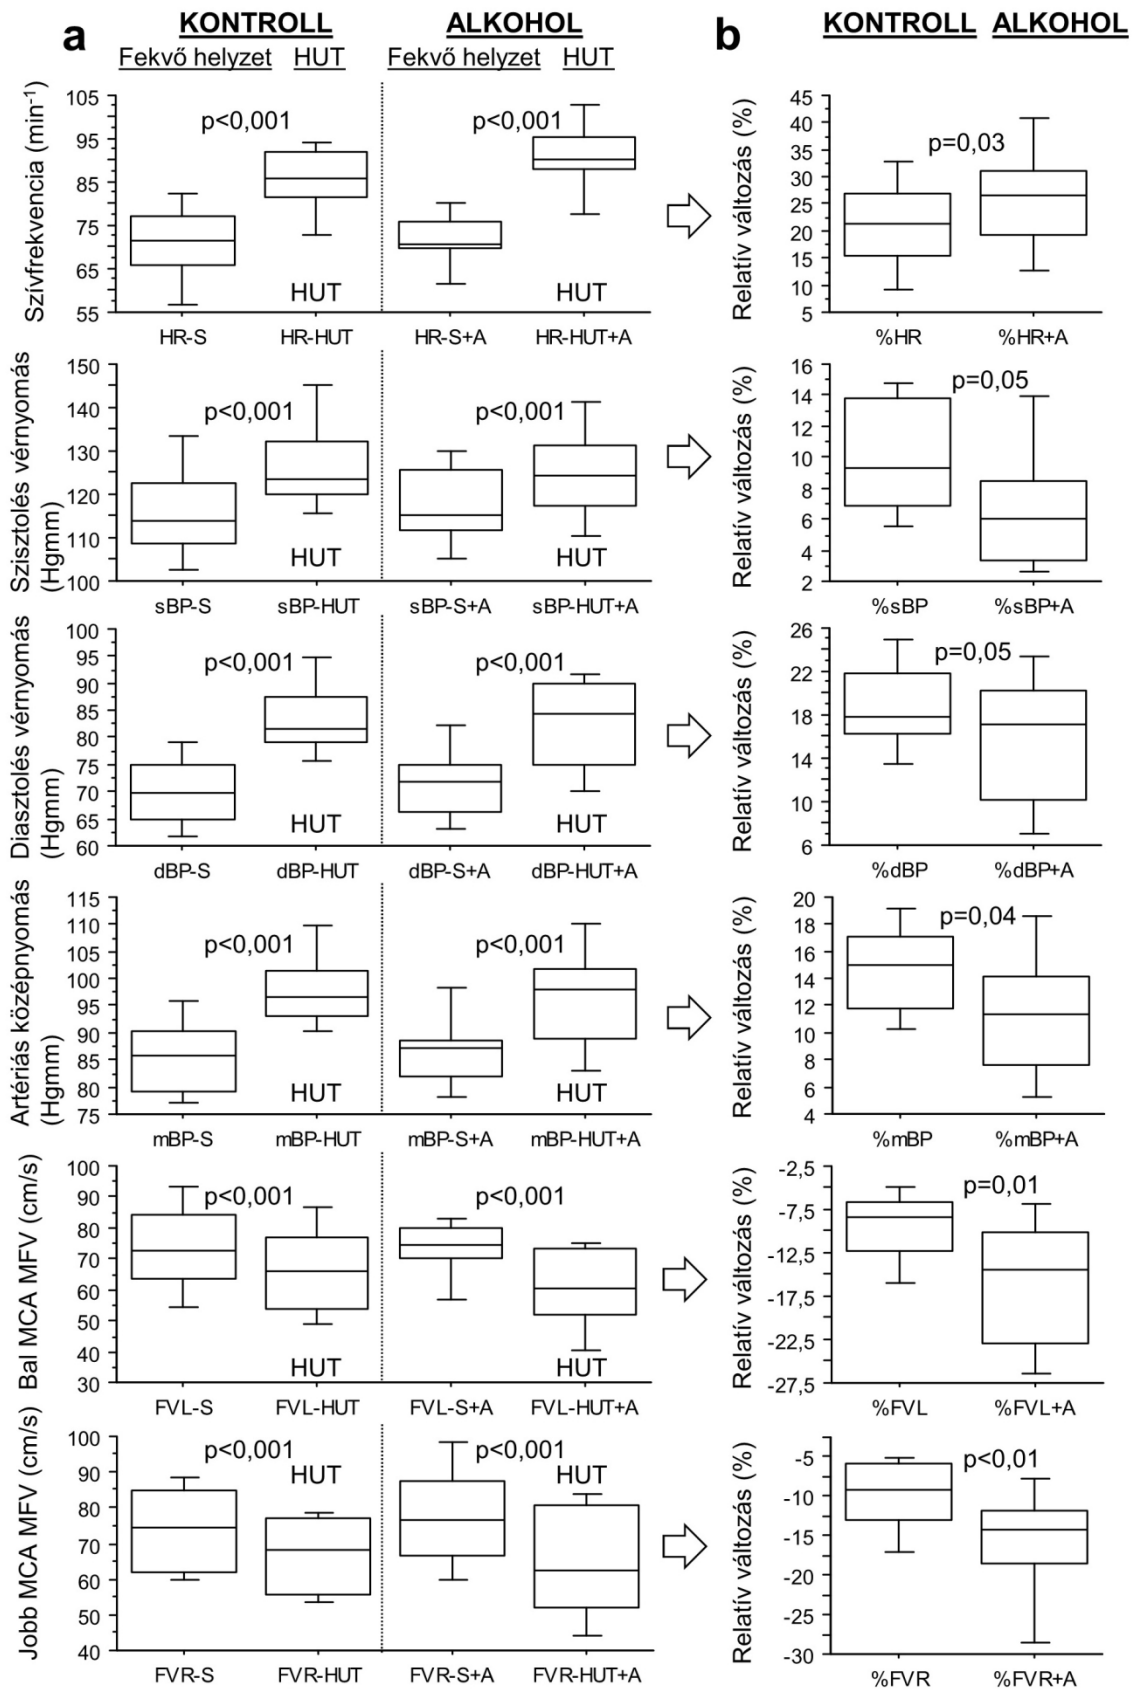 a
KONTROLL ALKOHOL
Fekvő helyzet HUT Fekvő helyzet HUT
b
KONTROLL ALKOHOL
Szívfrekvencia (min-1)
105
95
85
75
65
55
p<0,001
p<0,001
HUT
HUT
HR-S HR-HUT HR-S+A HR-HUT+A
Relatív változás (%)
45
40
35
30
25
20
15
10
5
p=0,03
%HR %HR+A
Szisztolés vérnyomás
(Hgmm)
150
140
130
120
110
100
p<0,001
p<0,001
HUT
HUT
sBP-S sBP-HUT sBP-S+A sBP-HUT+A
Relatív változás (%)
16
14
12
10
8
6
4
2
p=0,05
%sBP %sBP+A
Diasztolés vérnyomás
(Hgmm)
100
95
90
85
80
75
70
65
60
p<0,001
p<0,001
HUT
HUT
dBP-S dBP-HUT dBP-S+A dBP-HUT+A
Relatív változás (%)
26
22
18
14
10
6
p=0,05
%dBP %dBP+A
Artériás középnyomás
(Hgmm)
115
110
105
100
95
90
85
80
75
p<0,001
p<0,001
HUT
HUT
mBP-S mBP-HUT mBP-S+A mBP-HUT+A
Relatív változás (%)
20
18
16
14
12
10
8
6
4
p=0,04
%mBP %mBP+A
Bal MCA MFV (cm/s)
100
90
80
70
60
50
40
30
p<0,001
p<0,001
HUT
HUT
FVL-S FVL-HUT FVL-S+A FVL-HUT+A
Relatív változás (%)
-2,5
-7,5
-12,5
-17,5
-22,5
-27,5
p=0,01
%FVL %FVL+A
Jobb MCA MFV (cm/s)
100
90
80
70
60
50
40
p<0,001
p<0,001
HUT
HUT
FVR-S FVR-HUT FVR-S+A FVR-HUT+A
Relatív változás (%)
-5
-10
-15
-20
-25
-30
p<0,01
%FVR %FVR+A